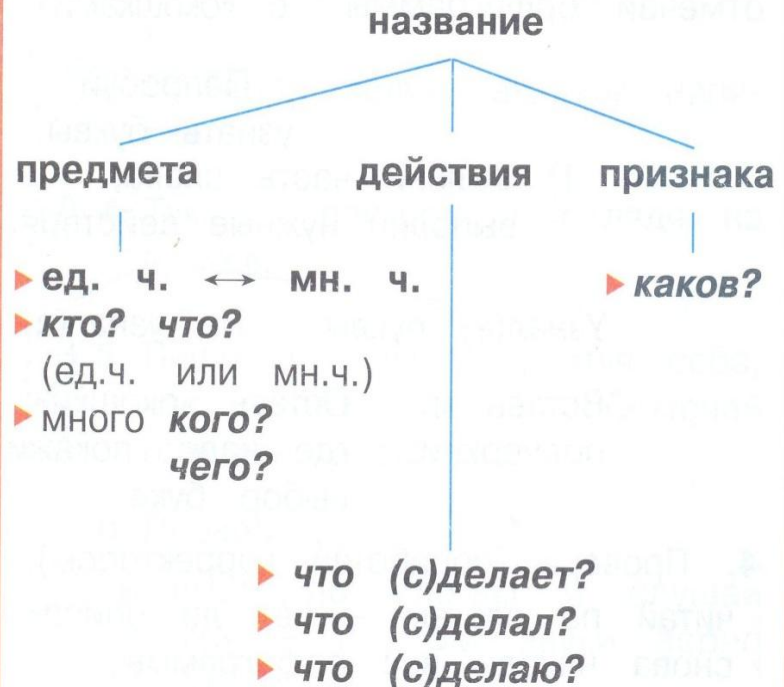 название
предмета действия признака
▶ ед. ч. ↔ мн. ч. ▶ каков?
▶ кто? что?
(ед.ч. или мн.ч.)
▶ много кого?
чего?
▶ что (с)делает?
▶ что (с)делал?
▶ что (с)делаю?